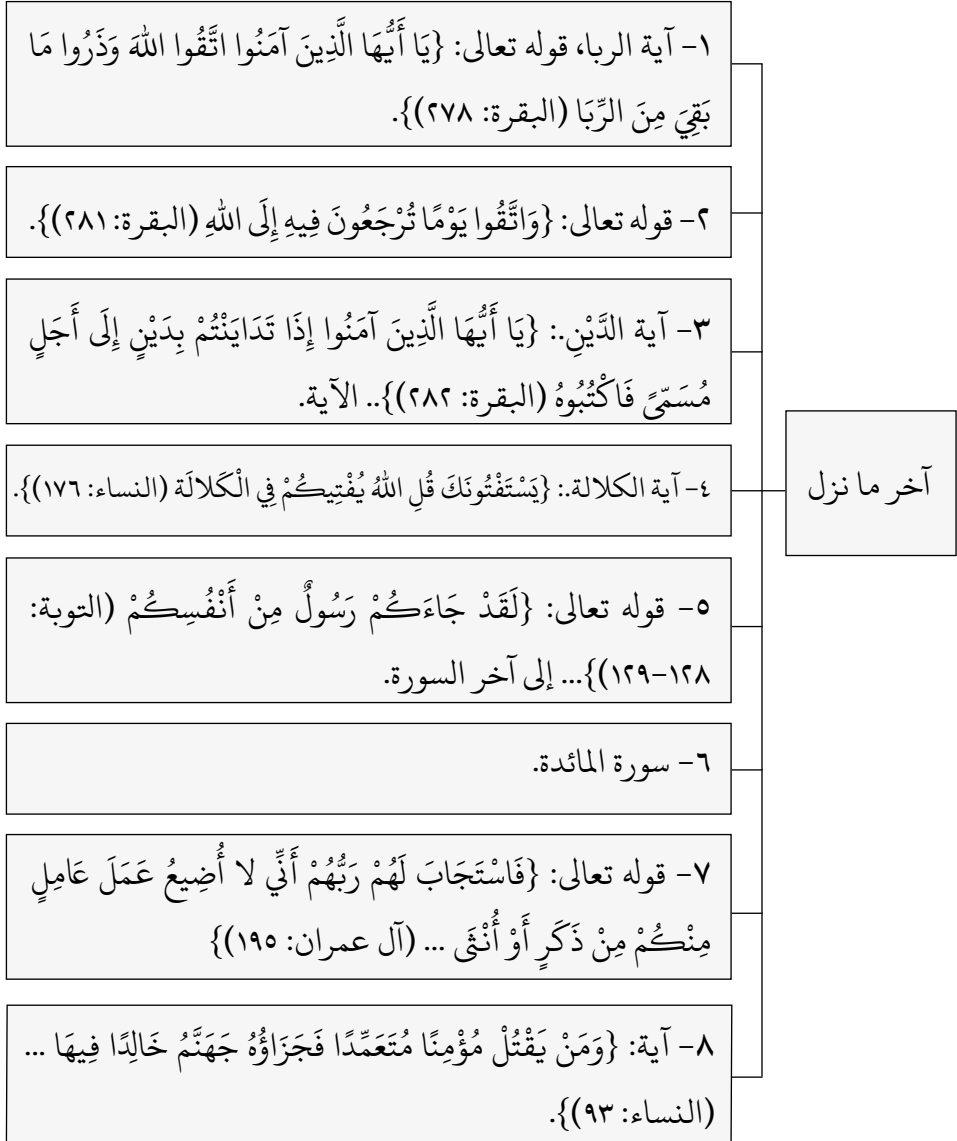 ١- آية الربا، قوله تعالى: {يَا أَيُّهَا الَّذِينَ آمَنُوا اتَّقُوا اللهَ وَذَرُوا مَا
بَقِيَ مِنَ الرِّبَا (البقرة: ٢٧٨)}.
٢- قوله تعالى: {وَاتَّقُوا يَوْمًا تُرْجَعُونَ فِيهِ إِلَى اللهِ (البقرة: ٢٨١)}.
٣- آية الدَّيْنِ.: {يَا أَيُّهَا الَّذِينَ آمَنُوا إِذَا تَدَايَنْتُمْ بِدَيْنٍ إِلَى أَجَلٍ
مُسَمّىً فَاكْتُبُوهُ (البقرة: ٢٨٢)}.. الآية.
آخر ما نزل
٤- آية الكلالة.: {يَسْتَفْتُونَكَ قُلِ اللهُ يُفْتِيكُمْ فِي الْكَلالَة (النساء: ١٧٦)}.
٥- قوله تعالى: {لَقَدْ جَاءَكُمْ رَسُولٌ مِنْ أَنْفُسِكُمْ (التوبة:
١٢٨-١٢٩)}... إلى آخر السورة.
٦- سورة المائدة.
٧- قوله تعالى: {فَاسْتَجَابَ لَهُمْ رَبُّهُمْ أَنِّي لا أُضِيعُ عَمَلَ عَامِلٍ
مِنْكُمْ مِنْ ذَكَرٍ أَوْ أُنْثَى ... (آل عمران: ١٩٥)}
٨- آية: {وَمَنْ يَقْتُلْ مُؤْمِنًا مُتَعَمِّدًا فَجَزَاؤُهُ جَهَنَّمُ خَالِدًا فِيهَا ...
(النساء: ٩٣)}.